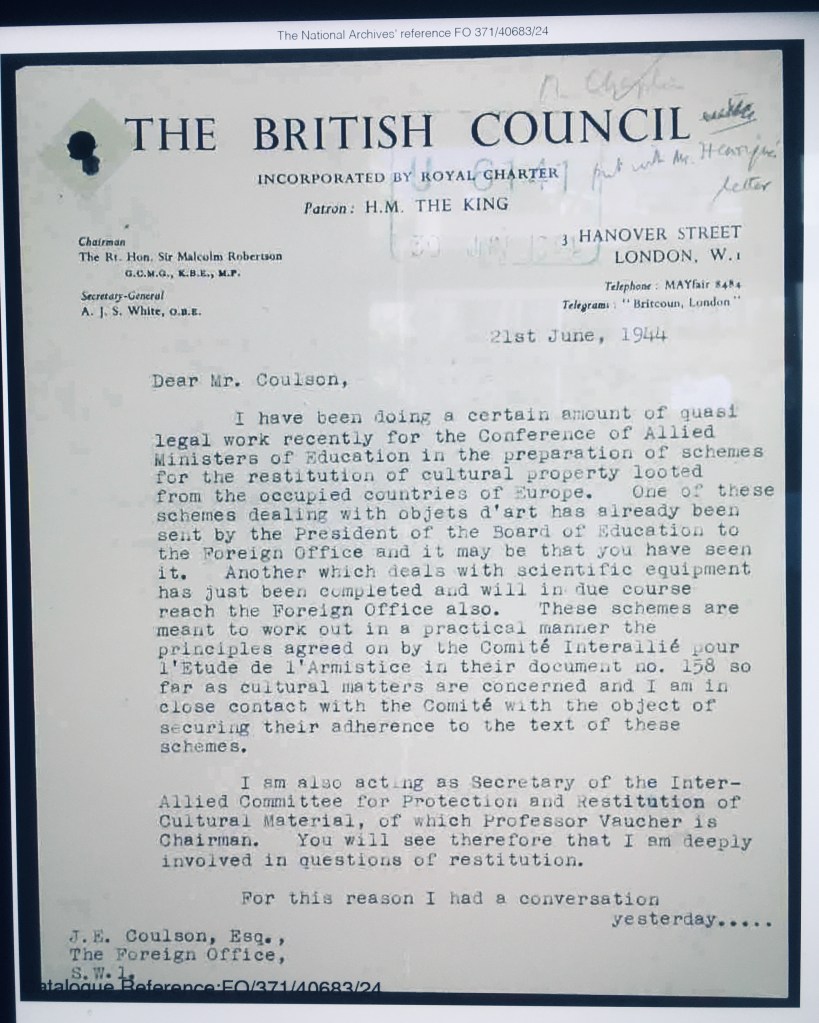 The National Archives' reference FO 371/40683/24
THE BRITISH COUNCIL
INCORPORATED BY ROYAL CHARTER
put with Mr. Henriques'
letter
Patron: H.M. THE KING
U 6141
3 HANOVER STREET
LONDON, W.1
Chairman
The Rt. Hon. Sir Malcolm Robertson
G.C.M.G., K.B.E., M.P.
Telephone: MAYfair 8484
Secretary-General
A. J. S. White, O.B.E.
Telegrams: "Britcoun, London"
21st June, 1944
Dear Mr. Coulson,
I have been doing a certain amount of quasi
legal work recently for the Conference of Allied
Ministers of Education in the preparation of schemes
for the restitution of cultural property looted
from the occupied countries of Europe. One of these
schemes dealing with objets d'art has already been
sent by the President of the Board of Education to
the Foreign Office and it may be that you have seen
it. Another which deals with scientific equipment
has just been completed and will in due course
reach the Foreign Office also. These schemes are
meant to work out in a practical manner the
principles agreed on by the Comité Interallié pour
l'Etude de l'Armistice in their document no. 158 so
far as cultural matters are concerned and I am in
close contact with the Comité with the object of
securing their adherence to the text of these
schemes.
I am also acting as Secretary of the Inter-
Allied Committee for Protection and Restitution of
Cultural Material, of which Professor Vaucher is
Chairman. You will see therefore that I am deeply
involved in questions of restitution.
For this reason I had a conversation
yesterday.....
J.E. Coulson, Esq.,
The Foreign Office,
S.W.1.
atalogue Reference:FO/371/40683/24